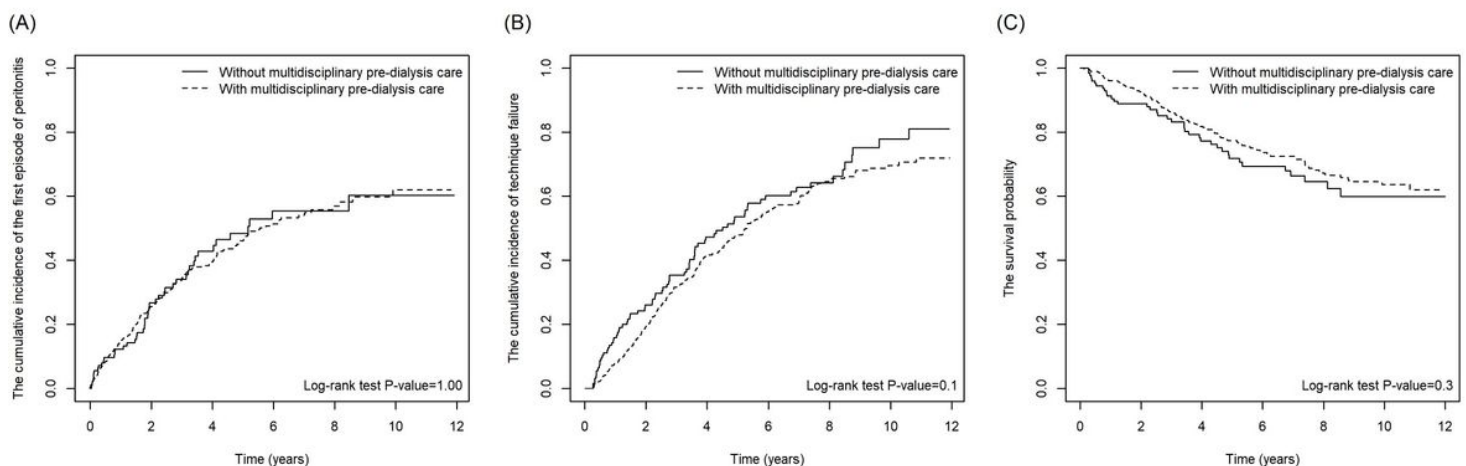 (A)
The cumulative incidence of the first episode of peritonitis
1.0
0.8
0.6
0.4
0.2
0.0
Without multidisciplinary pre-dialysis care
With multidisciplinary pre-dialysis care
Log-rank test P-value=1.00
0 2 4 6 8 10 12
Time (years)
(B)
The cumulative incidence of technique failure
1.0
0.8
0.6
0.4
0.2
0.0
Without multidisciplinary pre-dialysis care
With multidisciplinary pre-dialysis care
Log-rank test P-value=0.1
0 2 4 6 8 10 12
Time (years)
(C)
The survival probability
1.0
0.8
0.6
0.4
0.2
0.0
Without multidisciplinary pre-dialysis care
With multidisciplinary pre-dialysis care
Log-rank test P-value=0.3
0 2 4 6 8 10 12
Time (years)